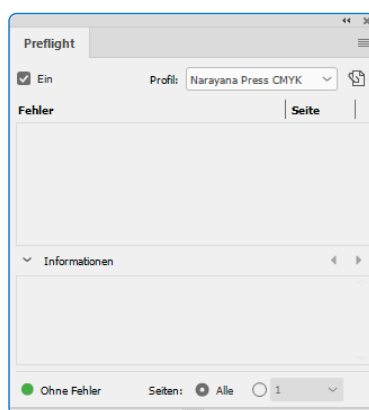 Preflight
Ein Profil: Narayana Press CMYK
Fehler Seite
Informationen
Ohne Fehler Seiten: Alle 1